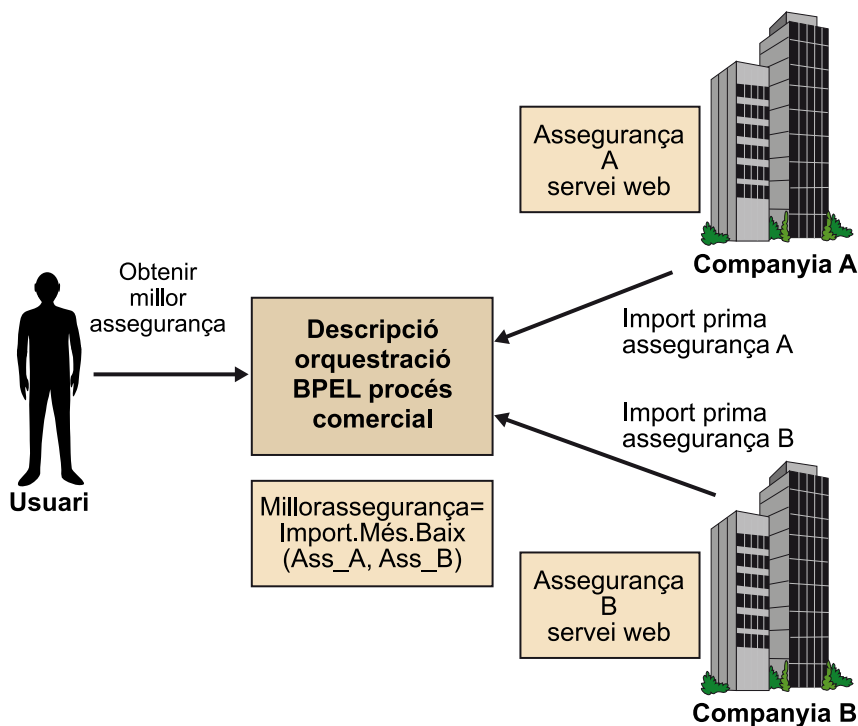 Assegurança
A
servei web
Companyia A
Obtenir
millor
assegurança
Usuari
Descripció
orquestració
BPEL procés
comercial
Import prima
assegurança A
Import prima
assegurança B
Millorassegurança=
Import.Més.Baix
(Ass_A, Ass_B)
Assegurança
B
servei web
Companyia B